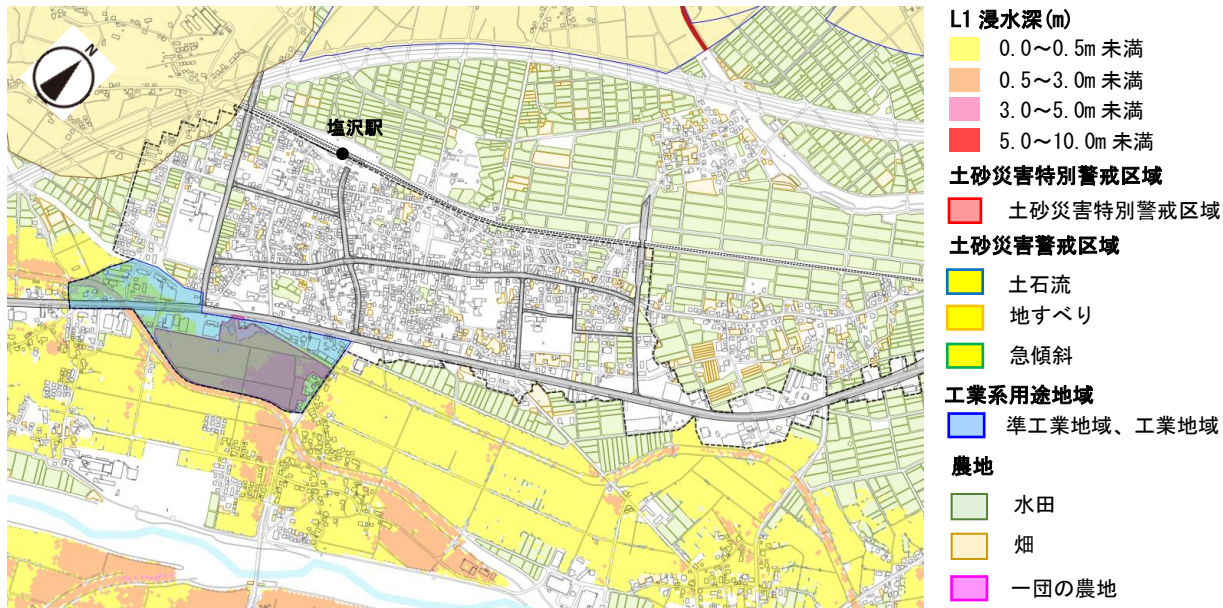 N
塩沢駅
L1 浸水深(m)
0.0～0.5m 未満
0.5～3.0m 未満
3.0～5.0m 未満
5.0～10.0m 未満
土砂災害特別警戒区域
土砂災害特別警戒区域
土砂災害警戒区域
土石流
地すべり
急傾斜
工業系用途地域
準工業地域、工業地域
農地
水田
畑
一団の農地